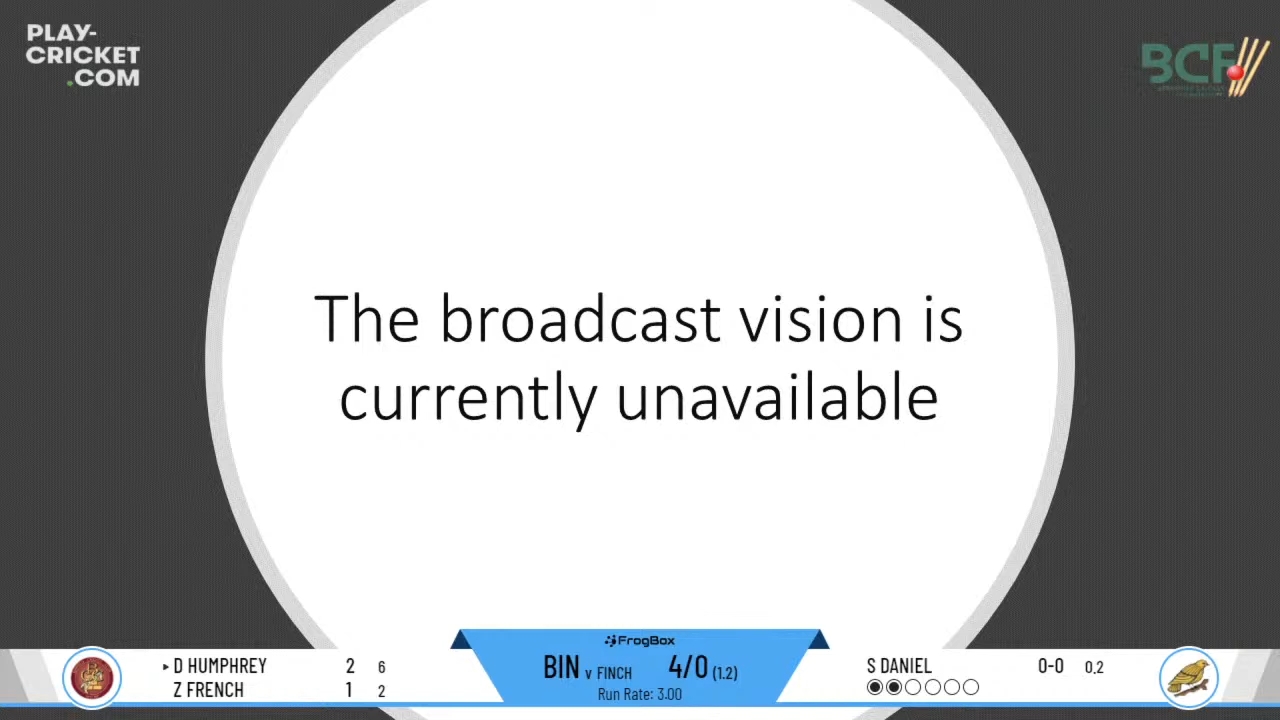 PLAY-
CRICKET
.COM
BCF
The broadcast vision is
currently unavailable
FrogBox
D HUMPHREY 2 6
Z FRENCH 1 2
BIN v FINCH 4/0 (1.2)
Run Rate: 3.00
S DANIEL 0-0 0.2